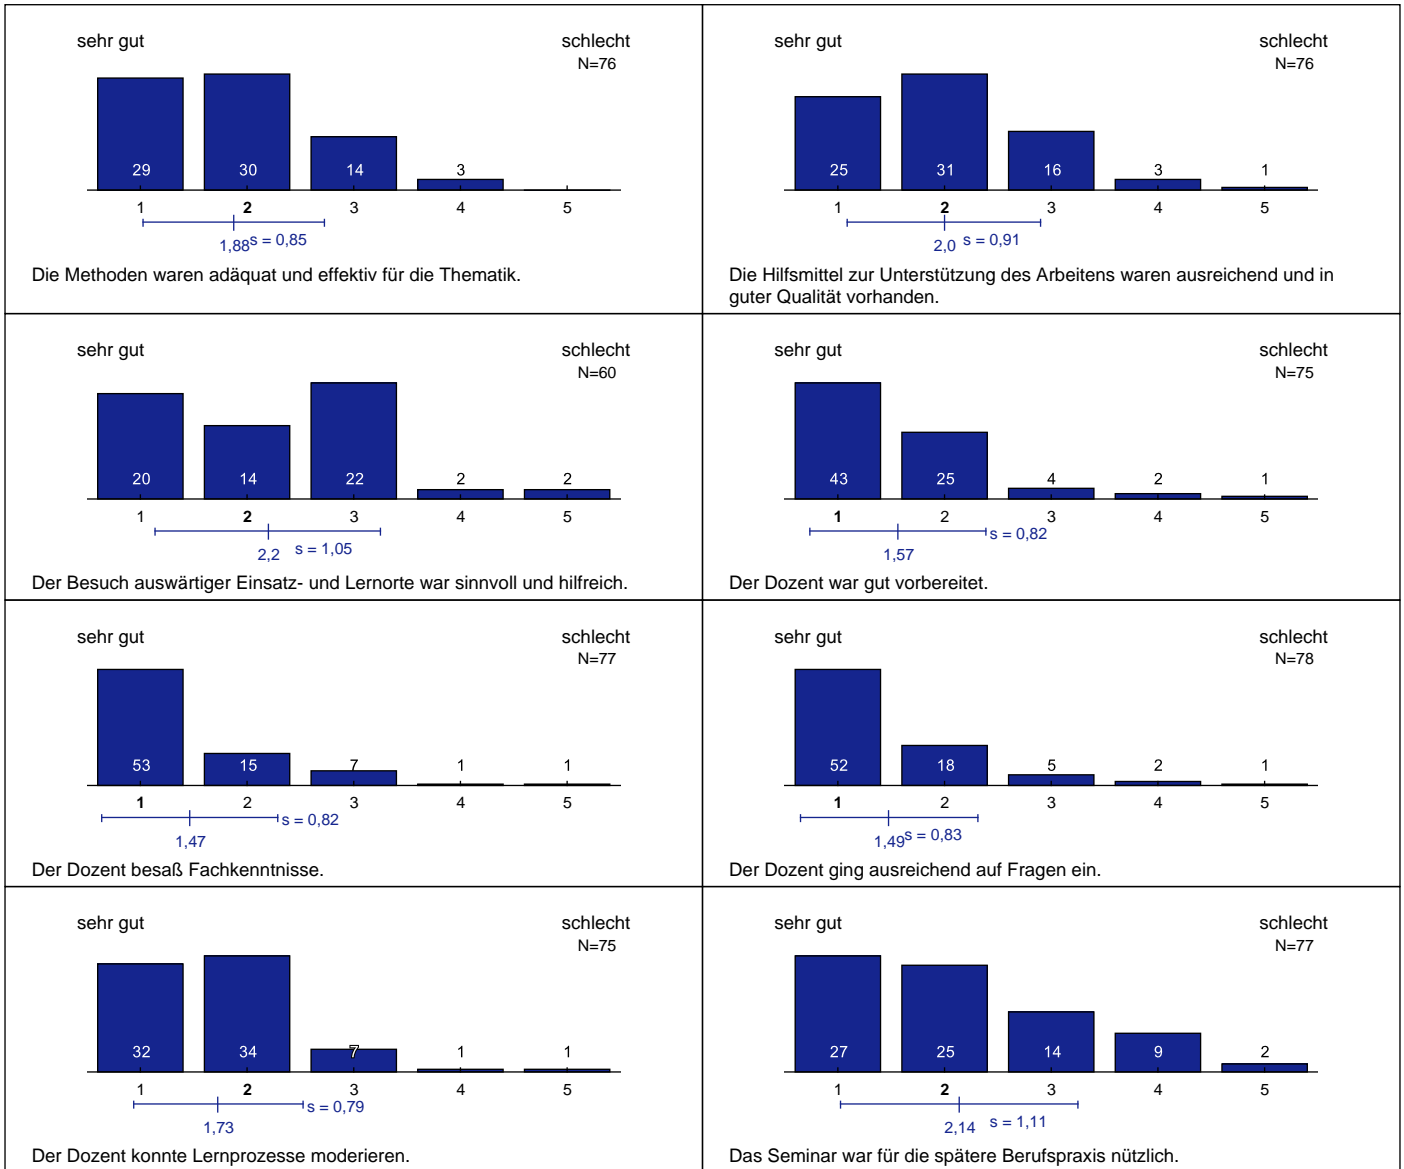 sehr gut schlecht
N=76
29 30 14 3
1 2 3 4 5
1,88 s = 0,85
Die Methoden waren adäquat und effektiv für die Thematik.
sehr gut schlecht
N=76
25 31 16 3 1
1 2 3 4 5
2,0 s = 0,91
Die Hilfsmittel zur Unterstützung des Arbeitens waren ausreichend und in
guter Qualität vorhanden.
sehr gut schlecht
N=60
20 14 22 2 2
1 2 3 4 5
2,2 s = 1,05
Der Besuch auswärtiger Einsatz- und Lernorte war sinnvoll und hilfreich.
sehr gut schlecht
N=75
43 25 4 2 1
1 2 3 4 5
1,57 s = 0,82
Der Dozent war gut vorbereitet.
sehr gut schlecht
N=77
53 15 7 1 1
1 2 3 4 5
1,47 s = 0,82
Der Dozent besaß Fachkenntnisse.
sehr gut schlecht
N=78
52 18 5 2 1
1 2 3 4 5
1,49 s = 0,83
Der Dozent ging ausreichend auf Fragen ein.
sehr gut schlecht
N=75
32 34 7 1 1
1 2 3 4 5
1,73 s = 0,79
Der Dozent konnte Lernprozesse moderieren.
sehr gut schlecht
N=77
27 25 14 9 2
1 2 3 4 5
2,14 s = 1,11
Das Seminar war für die spätere Berufspraxis nützlich.